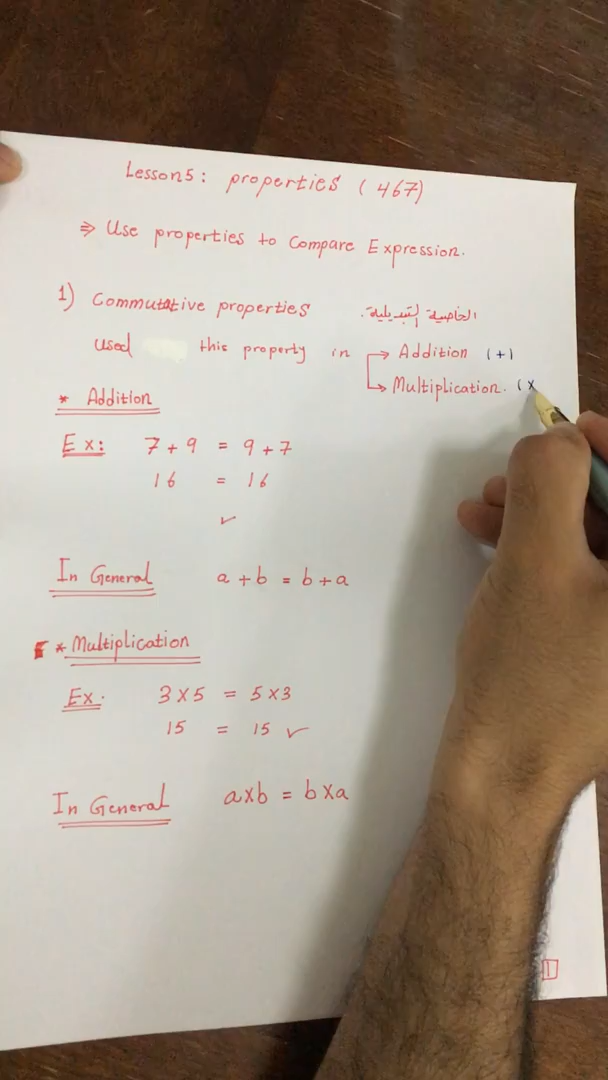 Lesson5: properties (467)
⇒ Use properties to Compare Expression.
1) Commutative properties الخاصية التبديلية.
used this property in → Addition (+)
→ Multiplication. (×
* Addition
Ex: 7 + 9 = 9 + 7
16 = 16
✓
In General a + b = b + a
* Multiplication
Ex. 3 × 5 = 5 × 3
15 = 15 ✓
In General a×b = b×a
1